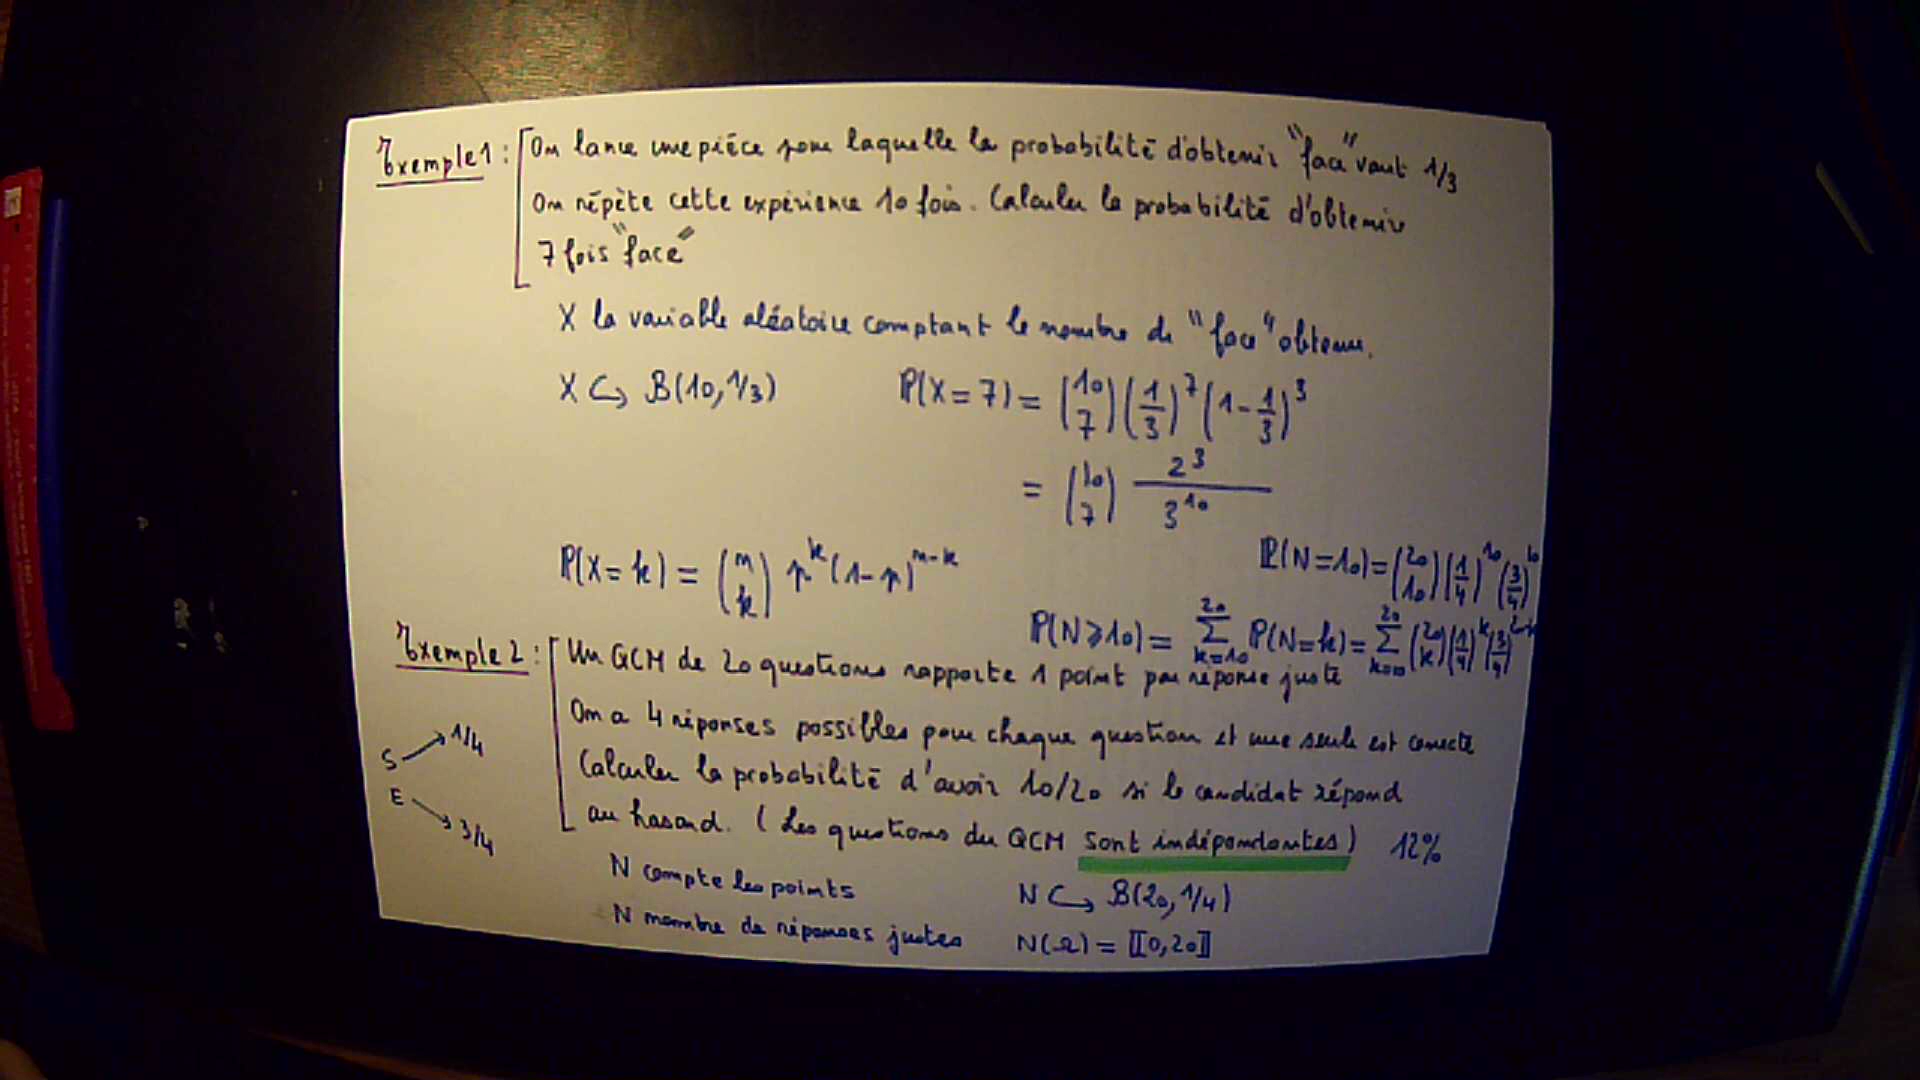 Exemple 1 : On lance une pièce pour laquelle la probabilité d'obtenir "face" vaut 1/3
On répète cette expérience 10 fois. Calculer la probabilité d'obtenir
7 fois "face"
X la variable aléatoire comptant le nombre de "face" obtenu.
X ↪ B(10, 1/3) ℙ(X = 7) = (10 7) (1/3)^7 (1 - 1/3)^3
= (10 7) 2^3 / 3^10
ℙ(X = k) = (n k) p^k (1 - p)^{n-k}
ℙ(N = 10) = (20 10) (1/4)^10 (3/4)^10
ℙ(N ≥ 10) = ∑_{k=10}^{20} ℙ(N = k) = ∑_{k=10}^{20} (20 k) (1/4)^k (3/4)^{20-k}
Exemple 2 : Un QCM de 20 questions rapporte 1 point par réponse juste
On a 4 réponses possibles pour chaque question et une seule est correcte
Calculer la probabilité d'avoir 10/20 si le candidat répond
au hasard. (Les questions du QCM sont indépendantes) 12%
S → 1/4
E → 3/4
N compte les points N ↪ B(20, 1/4)
N nombre de réponses justes N(Ω) = ⟦0, 20⟧